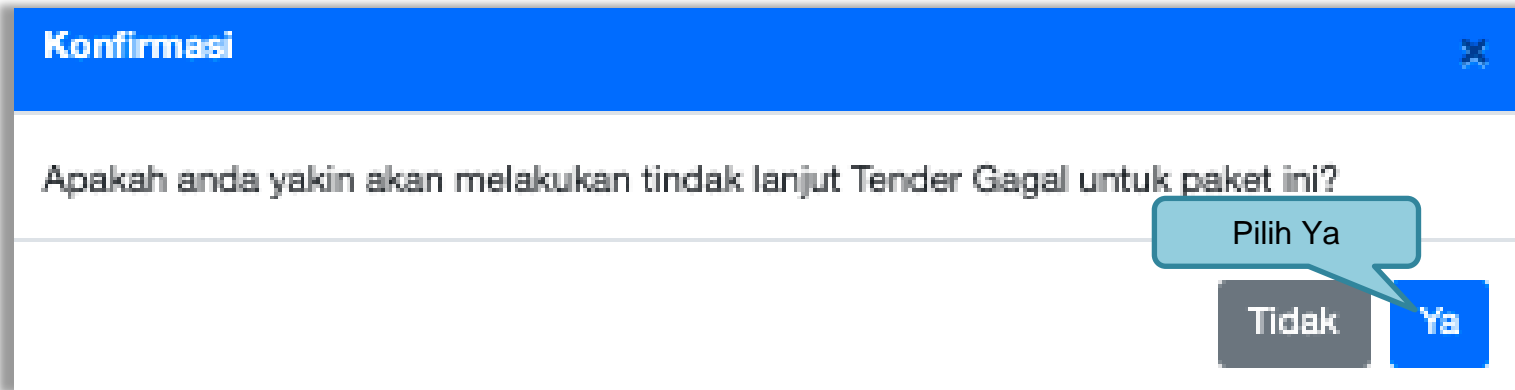 Konfirmasi
×
Apakah anda yakin akan melakukan tindak lanjut Tender Gagal untuk paket ini?
Pilih Ya
Tidak Ya